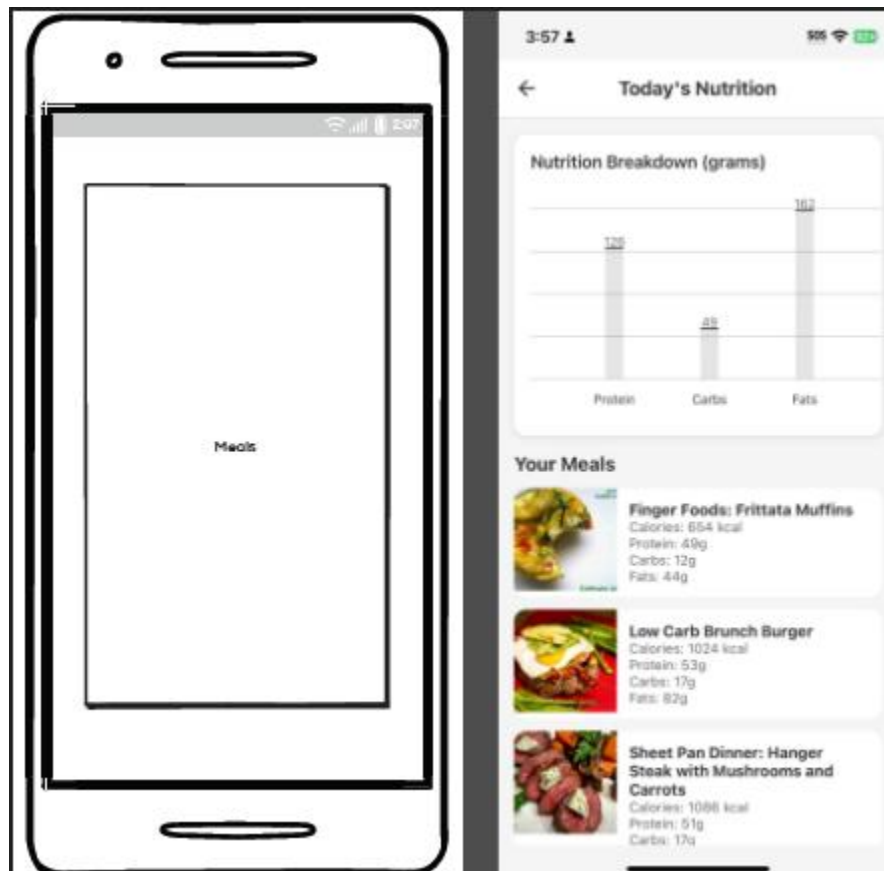 2:07
Meals
3:57
SOS
Today's Nutrition
Nutrition Breakdown (grams)
162
126
49
Protein Carbs Fats
Your Meals
Finger Foods: Frittata Muffins
Calories: 654 kcal
Protein: 49g
Carbs: 12g
Fats: 44g
Low Carb Brunch Burger
Calories: 1024 kcal
Protein: 53g
Carbs: 17g
Fats: 82g
Sheet Pan Dinner: Hanger
Steak with Mushrooms and
Carrots
Calories: 1086 kcal
Protein: 51g
Carbs: 17g